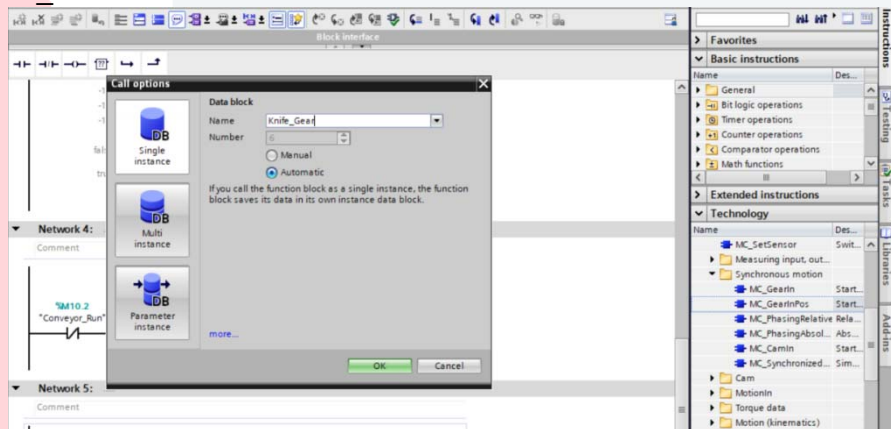 Block interface
Call options
Data block
Name Knife_Gear
Number 6
Manual
Automatic
If you call the function block as a single instance, the function
block saves its data in its own instance data block.
DB
Single
instance
DB
Multi
instance
DB
Parameter
instance
more...
OK Cancel
Network 4:
Comment
%M10.2
"Conveyor_Run"
Network 5:
Comment
Favorites
Basic instructions
Name Des...
General
Bit logic operations
Timer operations
Counter operations
Comparator operations
Math functions
Extended instructions
Technology
Name Des...
MC_SetSensor Swit...
Measuring input, out...
Synchronous motion
MC_GearIn Start...
MC_GearInPos Start...
MC_PhasingRelative Rela...
MC_PhasingAbsol... Abs...
MC_CamIn Start...
MC_Synchronized... Sim...
Cam
MotionIn
Torque data
Motion (kinematics)
Testing
Tasks
Libraries
Add-ins